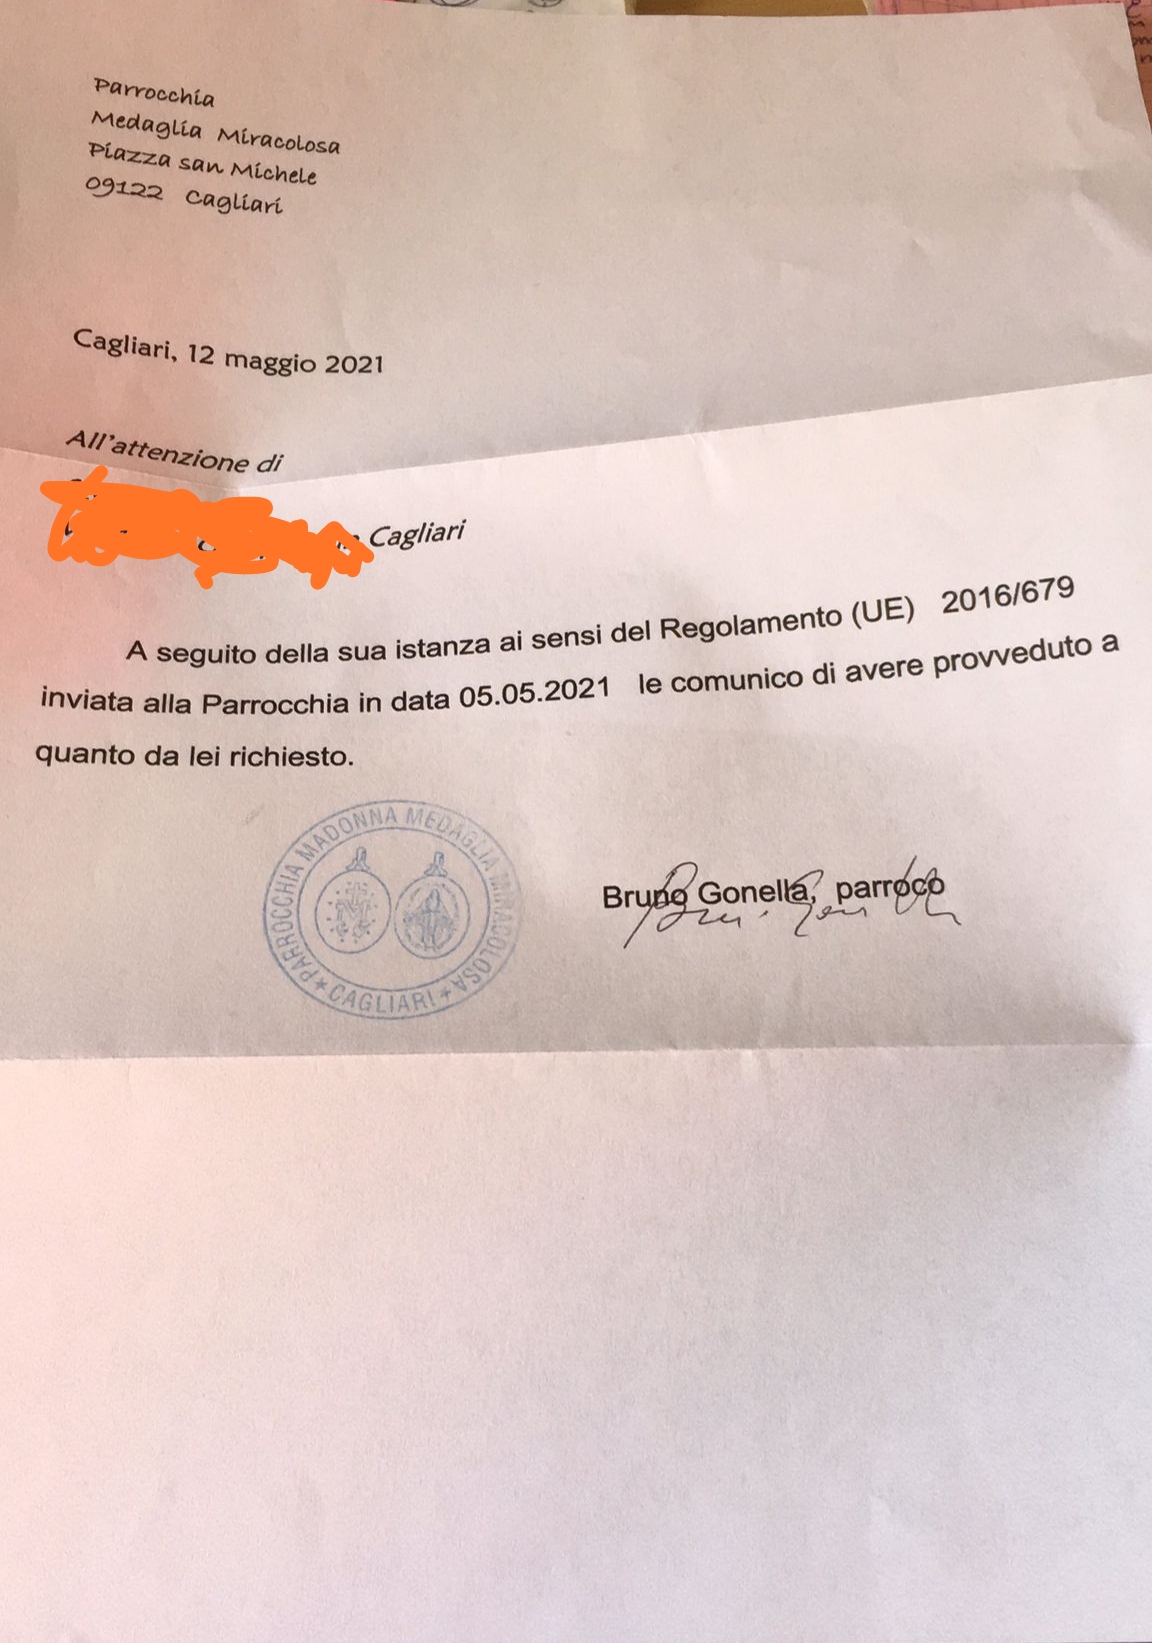 Parrocchia
Medaglia Miracolosa
Piazza san Michele
09122 Cagliari
Cagliari, 12 maggio 2021
All'attenzione di
Cagliari
A seguito della sua istanza ai sensi del Regolamento (UE) 2016/679
inviata alla Parrocchia in data 05.05.2021 le comunico di avere provveduto a
quanto da lei richiesto.
PARROCCHIA MADONNA MEDAGLIA MIRACOLOSA
CAGLIARI
Bruno Gonella, parroco